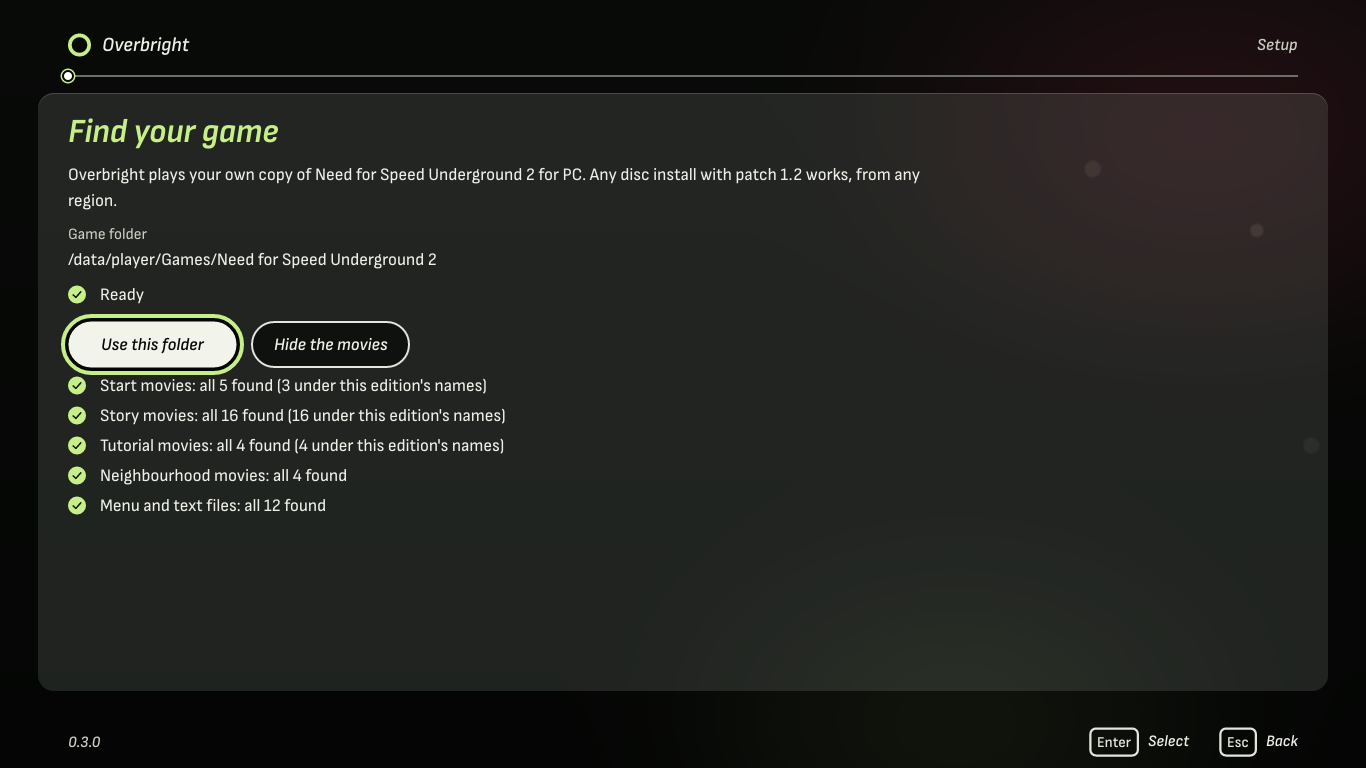 Overbright
Setup
Find your game
Overbright plays your own copy of Need for Speed Underground 2 for PC. Any disc install with patch 1.2 works, from any
region.
Game folder
/data/player/Games/Need for Speed Underground 2
Ready
Use this folder
Hide the movies
Start movies: all 5 found (3 under this edition's names)
Story movies: all 16 found (16 under this edition's names)
Tutorial movies: all 4 found (4 under this edition's names)
Neighbourhood movies: all 4 found
Menu and text files: all 12 found
0.3.0
Enter Select
Esc Back